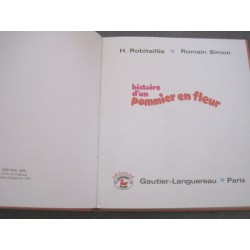 H. Robitaillie Romain Simon
histoire
d'un
pommier en fleur
Gautier-Languereau Paris